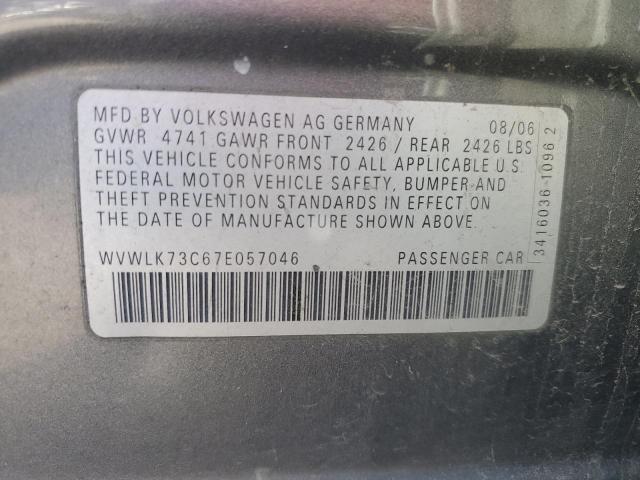 MFD BY VOLKSWAGEN AG GERMANY 08/06
GVWR 4741 GAWR FRONT 2426 / REAR 2426 LBS
THIS VEHICLE CONFORMS TO ALL APPLICABLE U.S.
FEDERAL MOTOR VEHICLE SAFETY, BUMPER AND
THEFT PREVENTION STANDARDS IN EFFECT ON
THE DATE OF MANUFACTURE SHOWN ABOVE.
WVWLK73C67E057046 PASSENGER CAR
3416036-1096 2